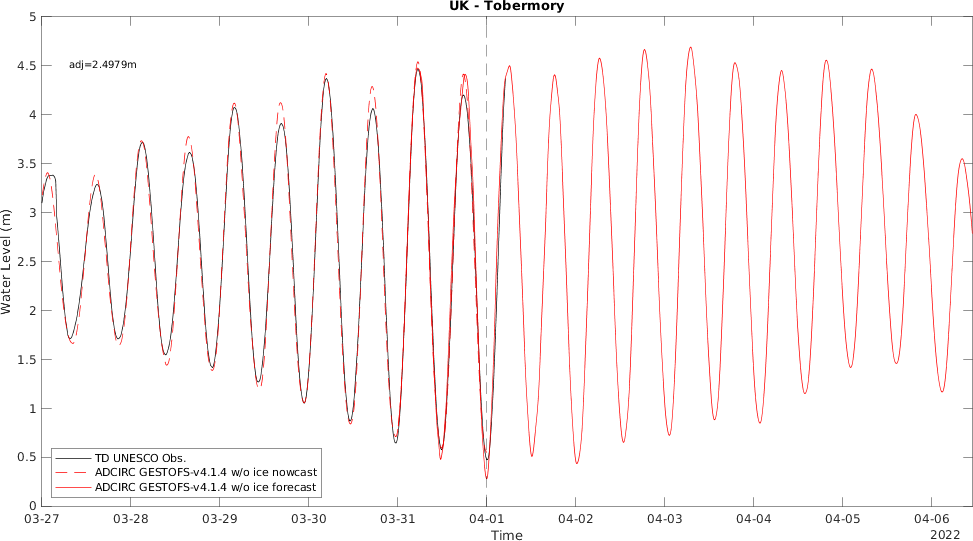 UK - Tobermory
adj=2.4979m
Water Level (m)
5
4.5
4
3.5
3
2.5
2
1.5
1
0.5
0
TD UNESCO Obs.
ADCIRC GESTOFS-v4.1.4 w/o ice nowcast
ADCIRC GESTOFS-v4.1.4 w/o ice forecast
03-27 03-28 03-29 03-30 03-31 04-01 04-02 04-03 04-04 04-05 04-06
Time
2022